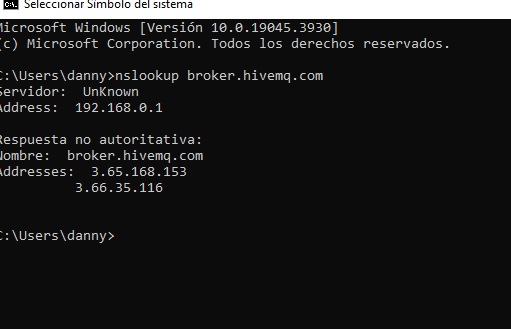 Seleccionar Símbolo del sistema
Microsoft Windows [Versión 10.0.19045.3930]
(c) Microsoft Corporation. Todos los derechos reservados.
C:\Users\danny>nslookup broker.hivemq.com
Servidor:  UnKnown
Address:  192.168.0.1
Respuesta no autoritativa:
Nombre:  broker.hivemq.com
Addresses:  3.65.168.153
3.66.35.116
C:\Users\danny>